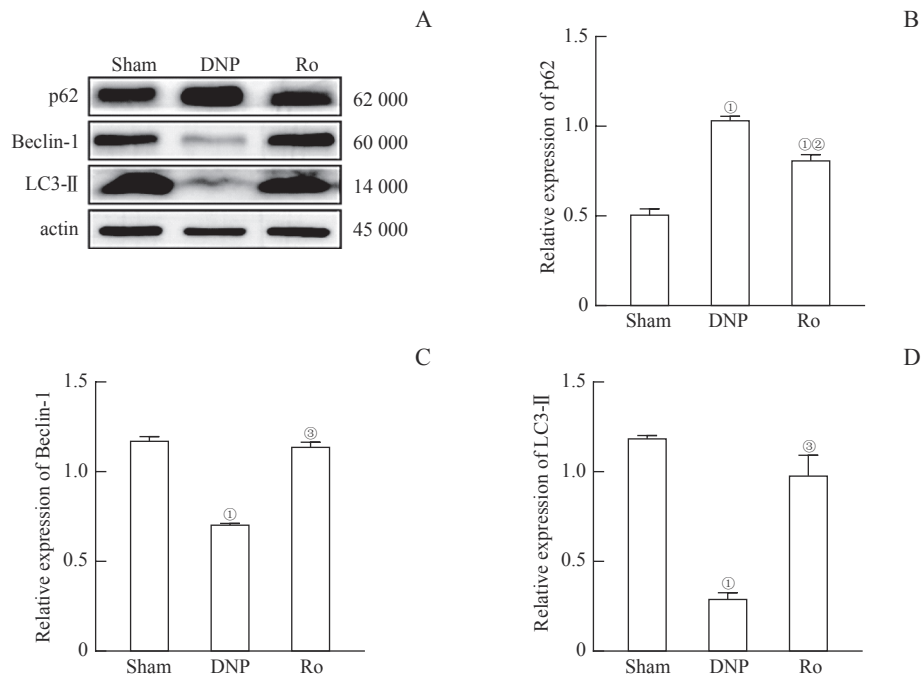 A
Sham DNP Ro
p62 62 000
Beclin-1 60 000
LC3-Ⅱ 14 000
actin 45 000
B
Relative expression of p62
1.5
1.0
0.5
0
①
①②
Sham DNP Ro
C
Relative expression of Beclin-1
1.5
1.0
0.5
0
①
③
Sham DNP Ro
D
Relative expression of LC3-Ⅱ
1.5
1.0
0.5
0
①
③
Sham DNP Ro